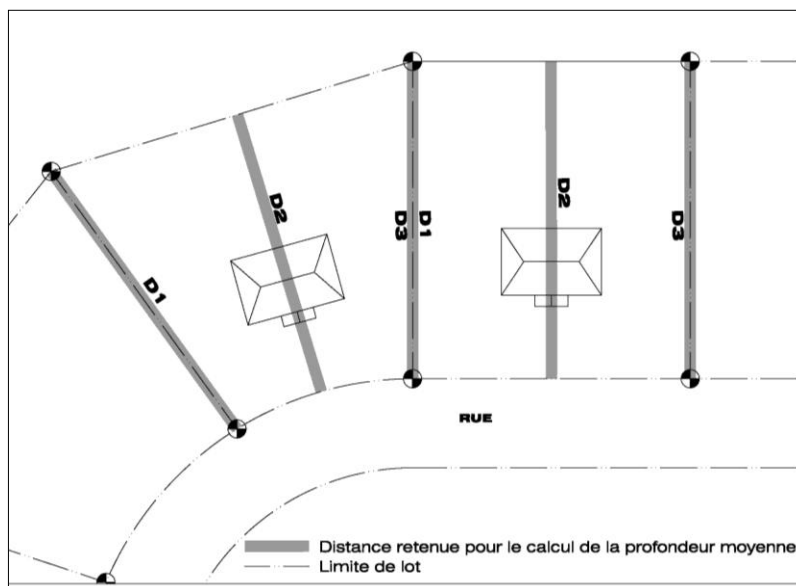 D1
D2
D3
D1
D2
D3
RUE
Distance retenue pour le calcul de la profondeur moyenne
Limite de lot